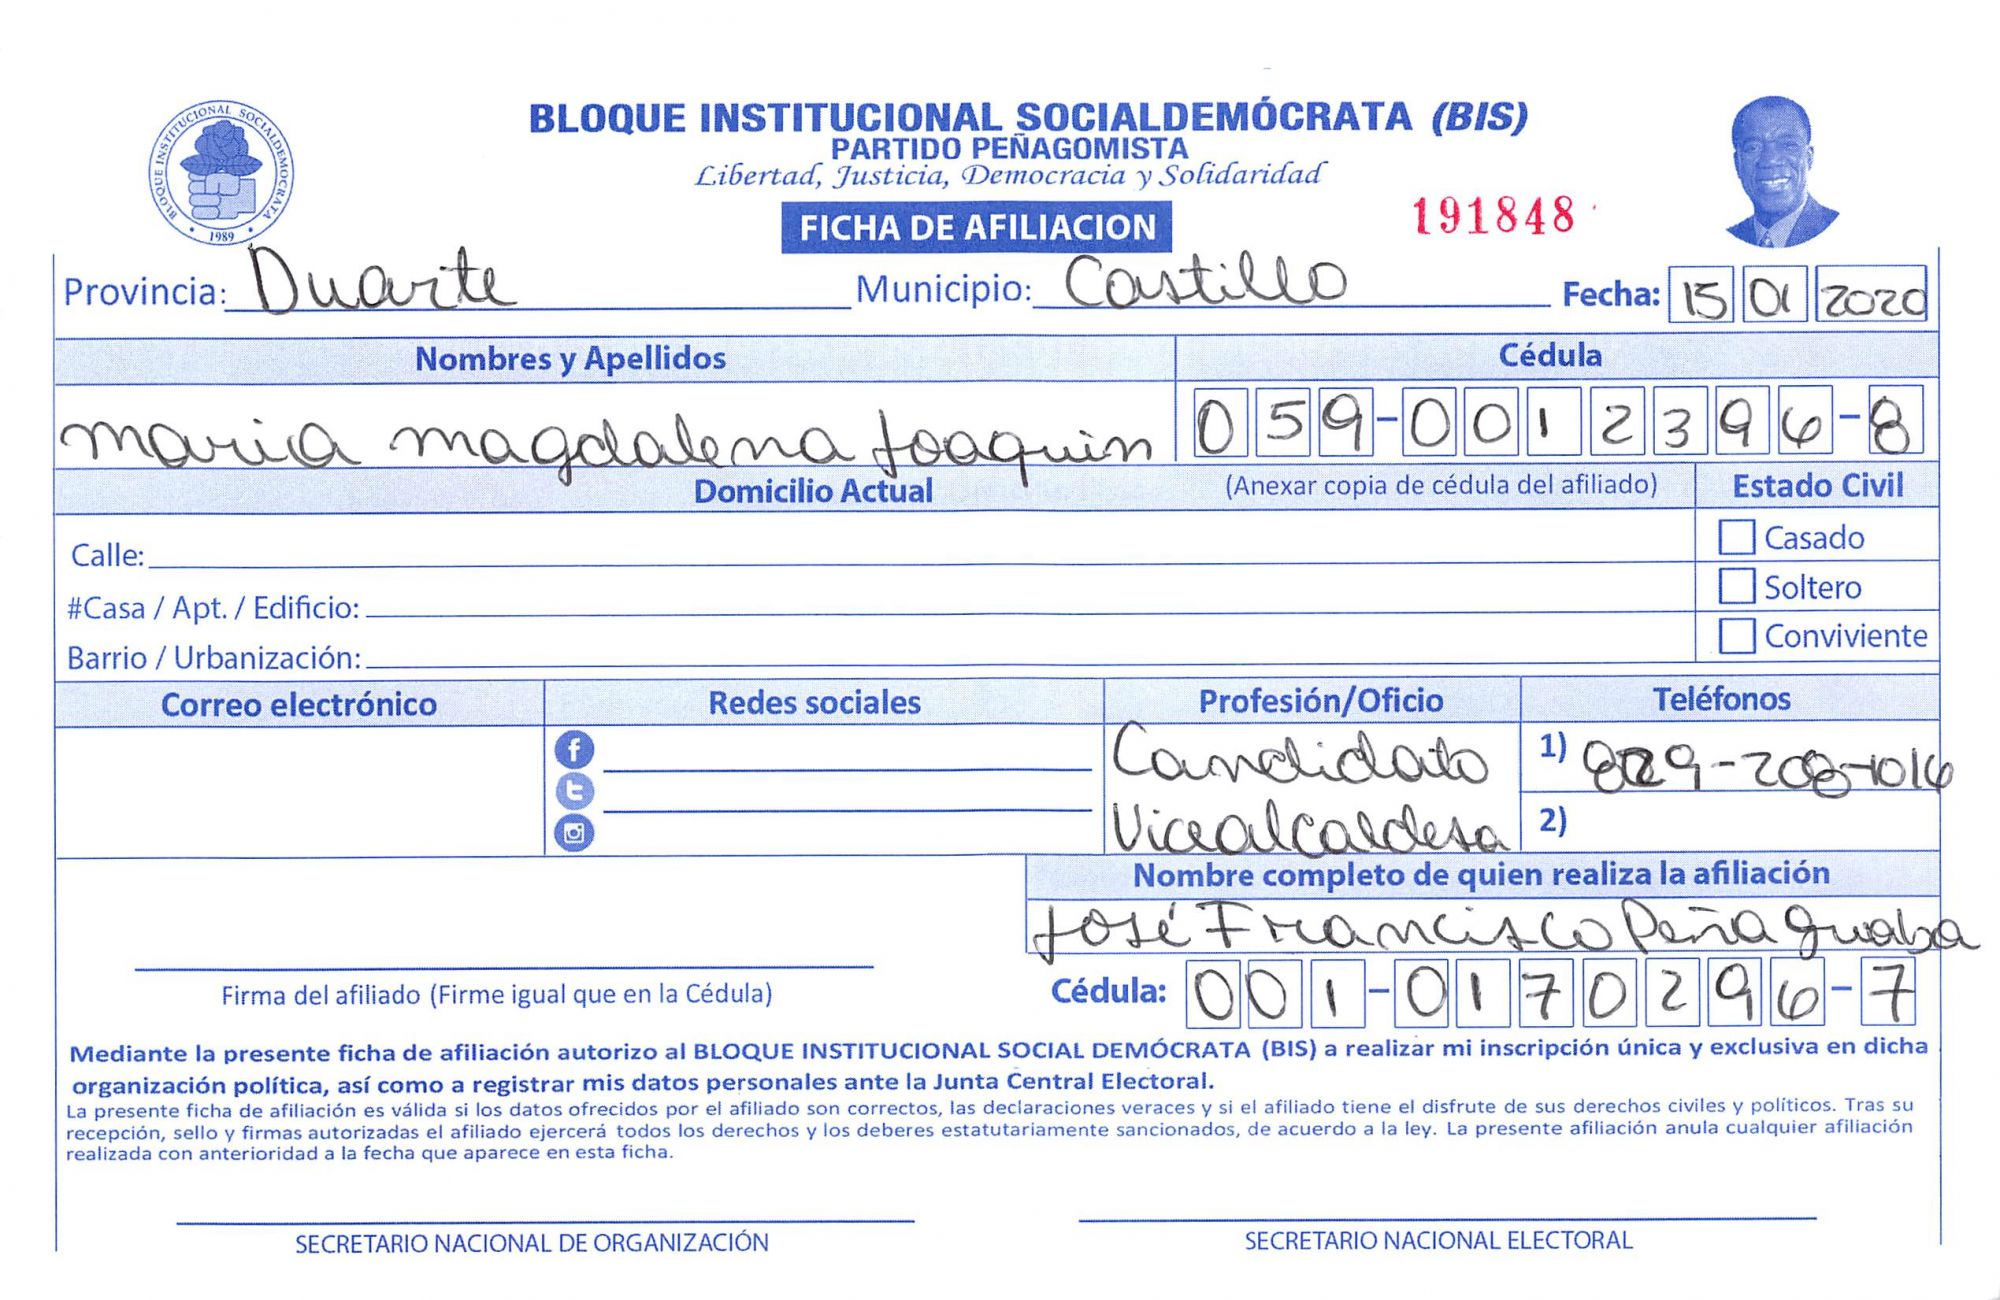 BLOQUE INSTITUCIONAL SOCIALDEMOCRATA
1989
BLOQUE INSTITUCIONAL SOCIALDEMÓCRATA (BIS)
PARTIDO PEÑAGOMISTA
Libertad, Justicia, Democracia y Solidaridad
FICHA DE AFILIACION
191848
Provincia: Duarte Municipio: Castillo Fecha: 15 01 2020
Nombres y Apellidos Cédula
maria magdalena Joaquin 059-0012396-8
Domicilio Actual (Anexar copia de cédula del afiliado) Estado Civil
Calle: Casado
#Casa / Apt. / Edificio: Soltero
Barrio / Urbanización: Conviviente
Correo electrónico Redes sociales Profesión/Oficio Teléfonos
Candidato 1) 829-208-1016
Vicealcaldesa 2)
Nombre completo de quien realiza la afiliación
José Francisco Peña Guaba
Firma del afiliado (Firme igual que en la Cédula) Cédula: 001-0170296-7
Mediante la presente ficha de afiliación autorizo al BLOQUE INSTITUCIONAL SOCIAL DEMÓCRATA (BIS) a realizar mi inscripción única y exclusiva en dicha
organización política, así como a registrar mis datos personales ante la Junta Central Electoral.
La presente ficha de afiliación es válida si los datos ofrecidos por el afiliado son correctos, las declaraciones veraces y si el afiliado tiene el disfrute de sus derechos civiles y políticos. Tras su
recepción, sello y firmas autorizadas el afiliado ejercerá todos los derechos y los deberes estatutariamente sancionados, de acuerdo a la ley. La presente afiliación anula cualquier afiliación
realizada con anterioridad a la fecha que aparece en esta ficha.
SECRETARIO NACIONAL DE ORGANIZACIÓN SECRETARIO NACIONAL ELECTORAL